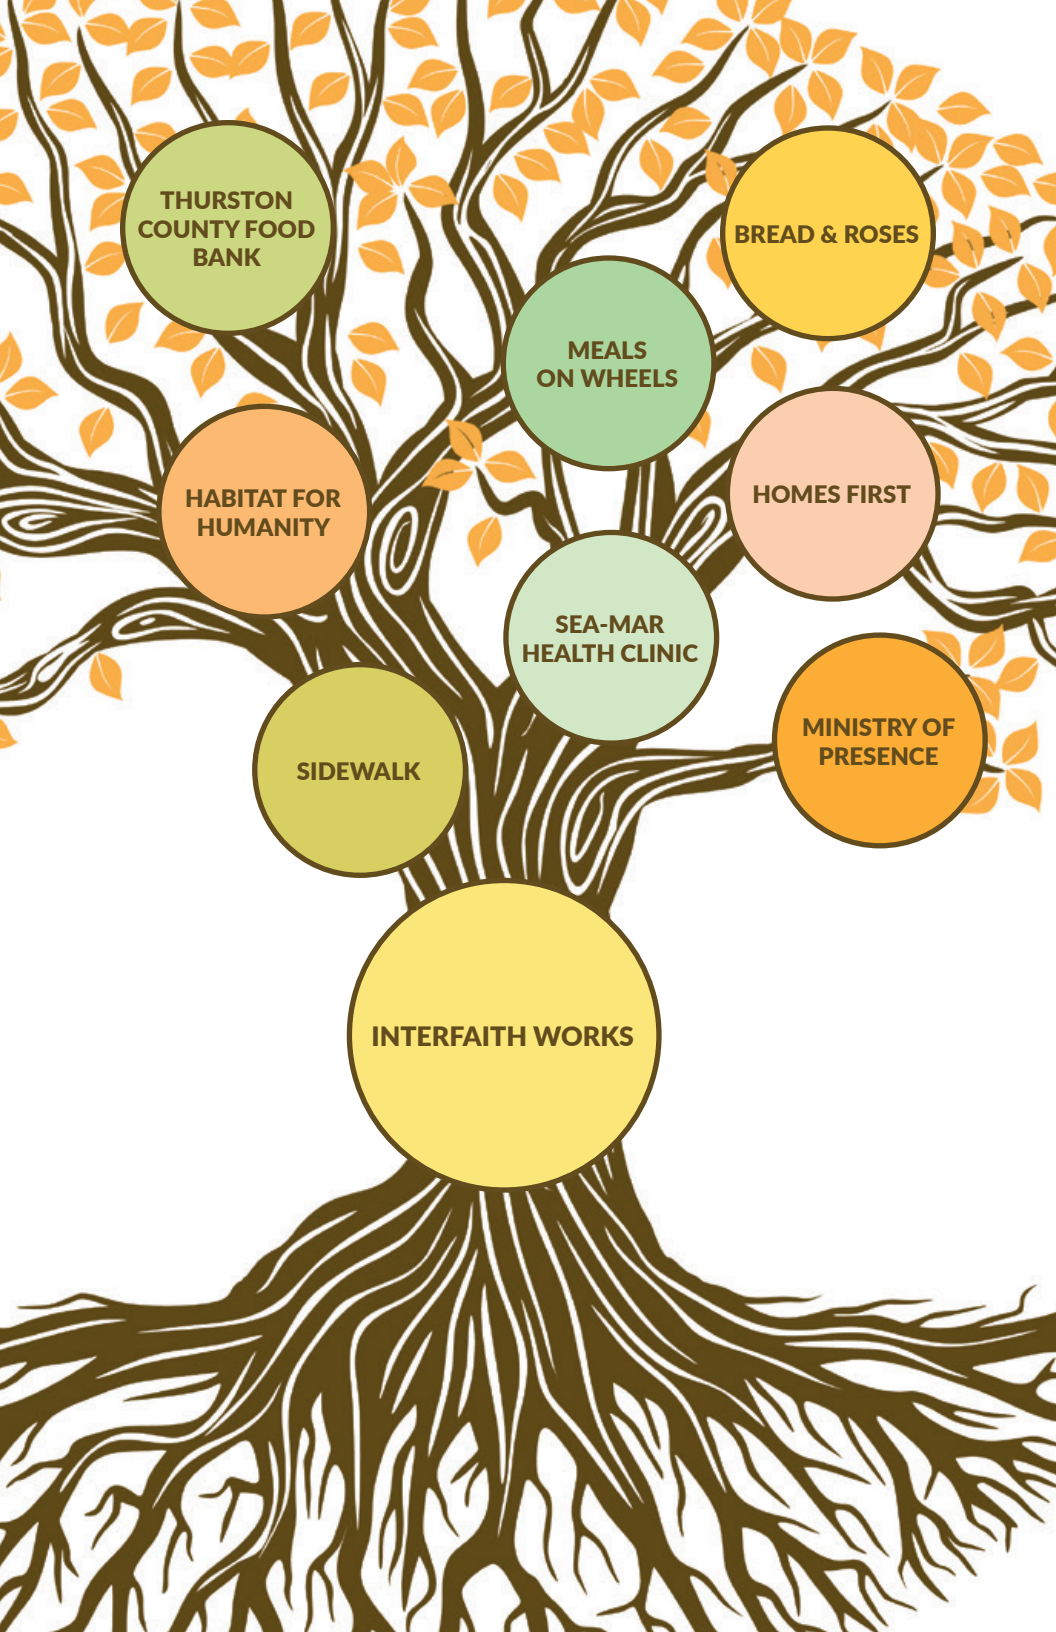 THURSTON
COUNTY FOOD
BANK
BREAD & ROSES
MEALS
ON WHEELS
HABITAT FOR
HUMANITY
HOMES FIRST
SEA-MAR
HEALTH CLINIC
SIDEWALK
MINISTRY OF
PRESENCE
INTERFAITH WORKS